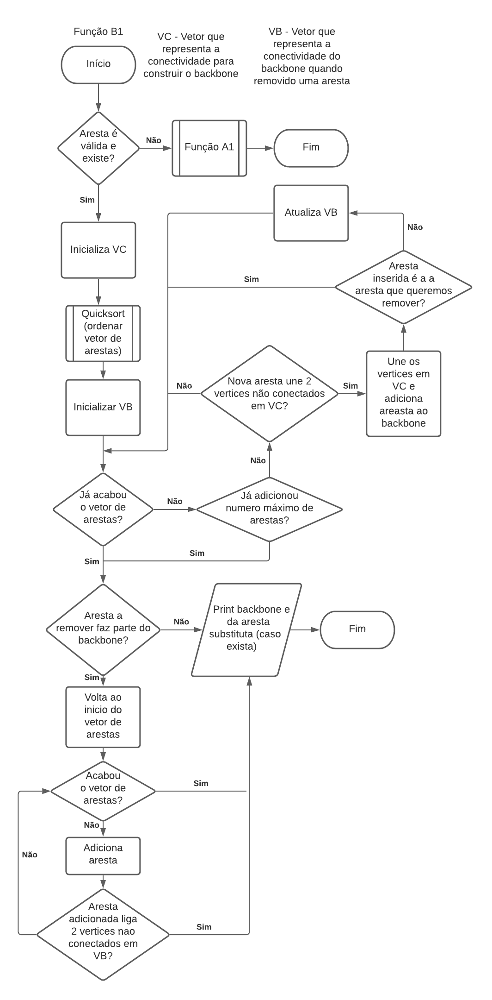 Função B1
VC - Vetor que
representa a
conectividade para
construir o backbone
VB - Vetor que
representa a
conectividade do
backbone quando
removido uma aresta
Início
Aresta é
válida e
existe?
Não
Função A1
Fim
Sim
Inicializa VC
Atualiza VB
Não
Aresta
inserida é a a
aresta que queremos
remover?
Sim
Quicksort
(ordenar
vetor de
arestas)
Inicializar VB
Não
Nova aresta une 2
vertices não conectados
em VC?
Sim
Une os
vertices em
VC e
adiciona
areasta ao
backbone
Não
Já acabou
o vetor de
arestas?
Não
Já adicionou
numero máximo de
arestas?
Sim
Sim
Aresta a
remover faz parte do
backbone?
Não
Print backbone e
da aresta
substituta (caso
exista)
Fim
Sim
Volta ao
inicio do
vetor de
arestas
Acabou
o vetor de
arestas?
Sim
Não
Adiciona
aresta
Não
Aresta
adicionada liga
2 vertices nao
conectados em
VB?
Sim